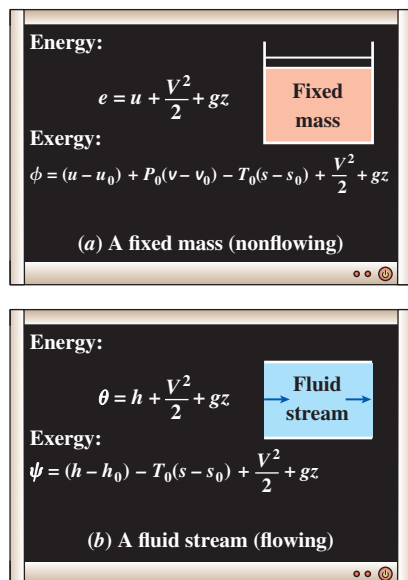 Energy:
e = u + V²/2 + gz
Fixed
mass
Exergy:
ϕ = (u – u₀) + P₀(v – v₀) – T₀(s – s₀) + V²/2 + gz
(a) A fixed mass (nonflowing)
Energy:
θ = h + V²/2 + gz
Fluid
stream
Exergy:
ψ = (h – h₀) – T₀(s – s₀) + V²/2 + gz
(b) A fluid stream (flowing)